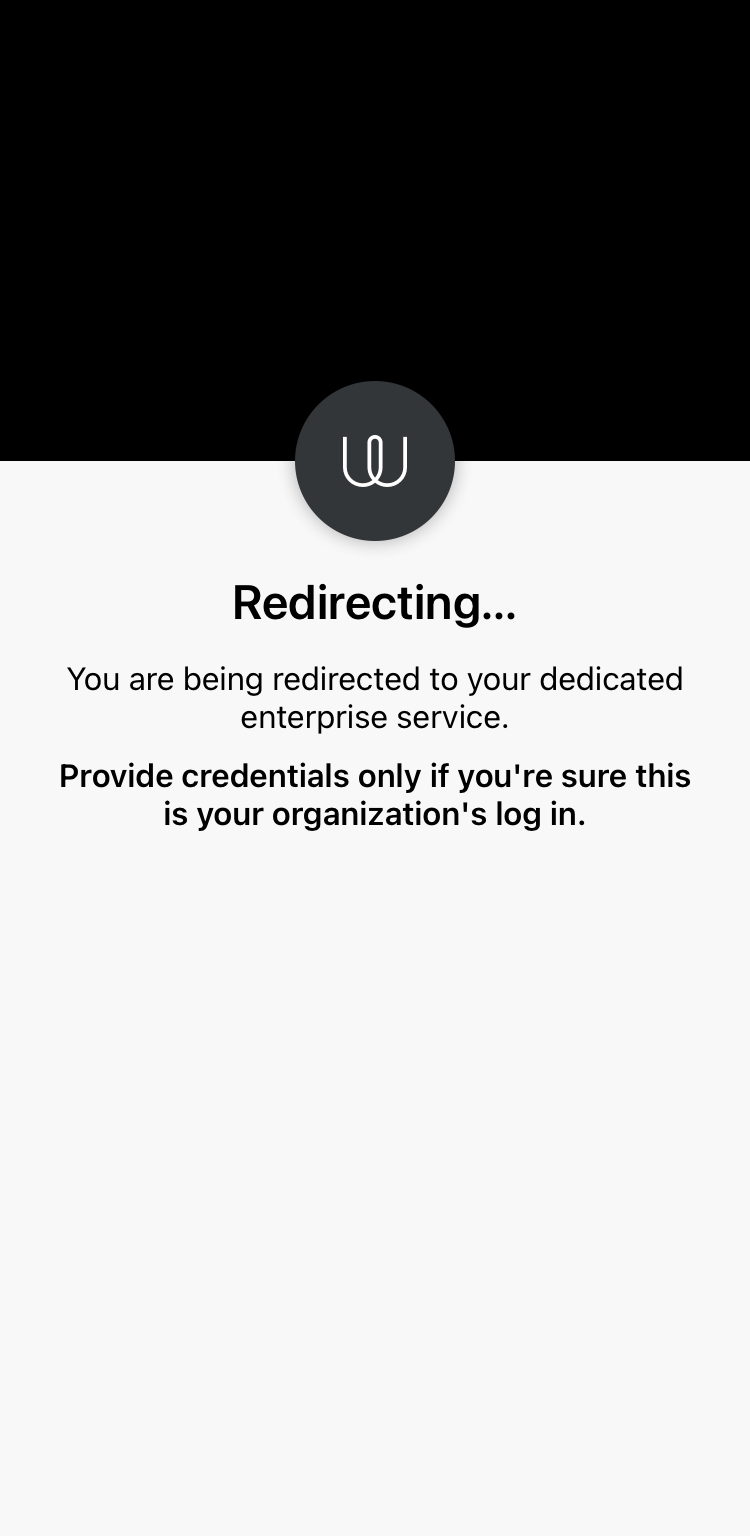 Redirecting...
You are being redirected to your dedicated
enterprise service.
Provide credentials only if you're sure this
is your organization's log in.